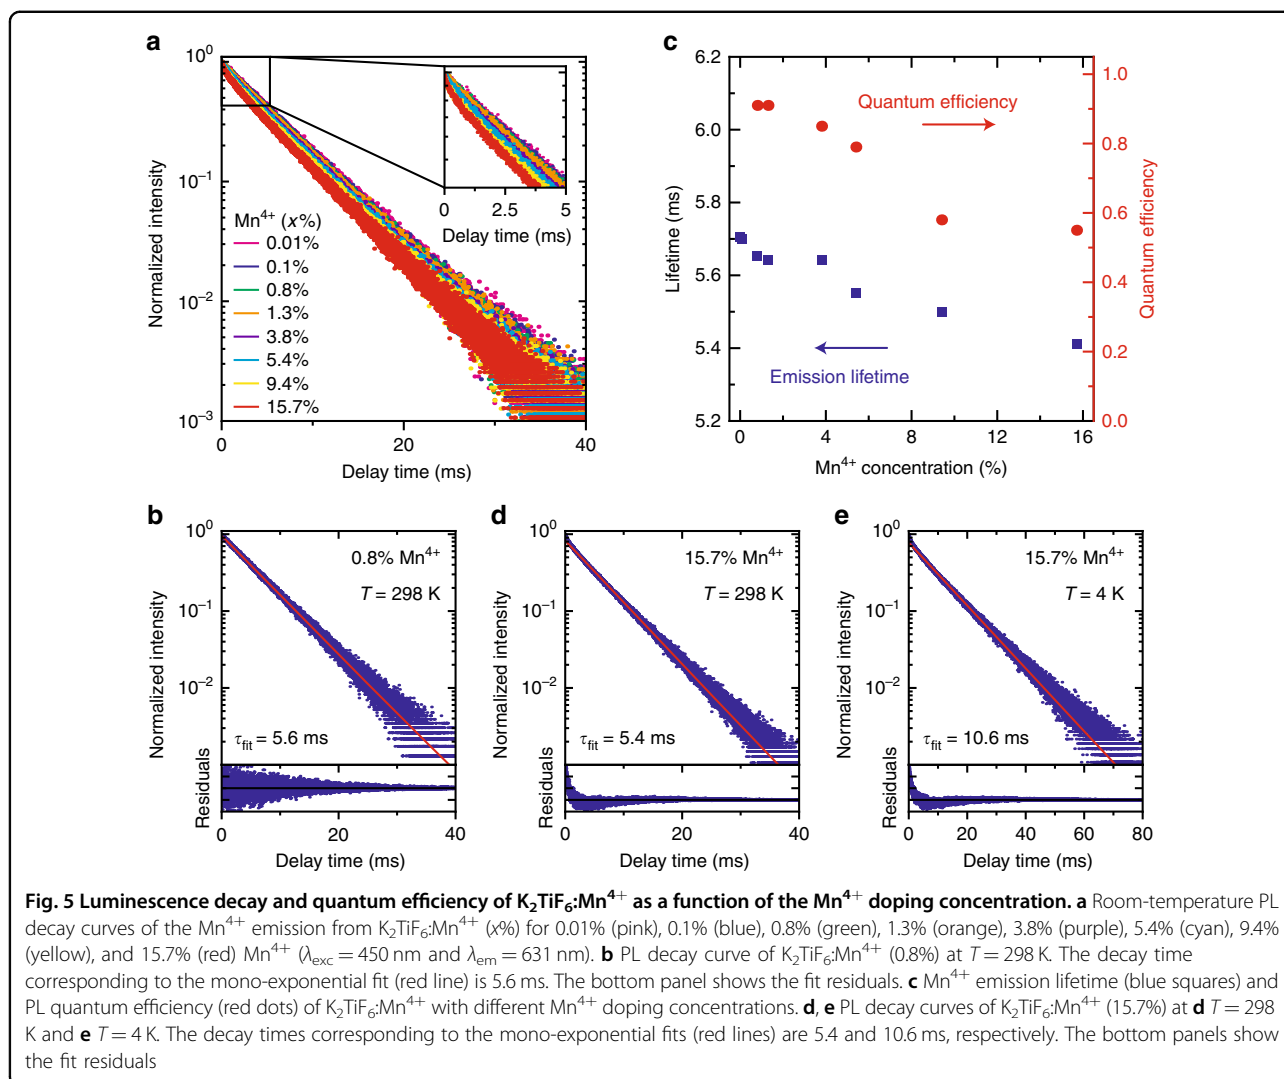 a
10⁰
10⁻¹
10⁻²
10⁻³
Normalized intensity
Mn⁴⁺ (x%)
0.01%
0.1%
0.8%
1.3%
3.8%
5.4%
9.4%
15.7%
0 20 40
Delay time (ms)
0 2.5 5
Delay time (ms)
c
6.2
6.0
5.8
5.6
5.4
5.2
Lifetime (ms)
Quantum efficiency
Emission lifetime
1.0
0.8
0.6
0.4
0.2
0.0
Quantum efficiency
0 4 8 12 16
Mn⁴⁺ concentration (%)
b
10⁰
10⁻¹
10⁻²
Normalized intensity
0.8% Mn⁴⁺
T = 298 K
τfit = 5.6 ms
Residuals
0 20 40
Delay time (ms)
d
10⁰
10⁻¹
10⁻²
Normalized intensity
15.7% Mn⁴⁺
T = 298 K
τfit = 5.4 ms
Residuals
0 20 40
Delay time (ms)
e
10⁰
10⁻¹
10⁻²
Normalized intensity
15.7% Mn⁴⁺
T = 4 K
τfit = 10.6 ms
Residuals
0 20 40 60 80
Delay time (ms)
Fig. 5 Luminescence decay and quantum efficiency of K₂TiF₆:Mn⁴⁺ as a function of the Mn⁴⁺ doping concentration. a Room-temperature PL
decay curves of the Mn⁴⁺ emission from K₂TiF₆:Mn⁴⁺ (x%) for 0.01% (pink), 0.1% (blue), 0.8% (green), 1.3% (orange), 3.8% (purple), 5.4% (cyan), 9.4%
(yellow), and 15.7% (red) Mn⁴⁺ (λexc = 450 nm and λem = 631 nm). b PL decay curve of K₂TiF₆:Mn⁴⁺ (0.8%) at T = 298 K. The decay time
corresponding to the mono-exponential fit (red line) is 5.6 ms. The bottom panel shows the fit residuals. c Mn⁴⁺ emission lifetime (blue squares) and
PL quantum efficiency (red dots) of K₂TiF₆:Mn⁴⁺ with different Mn⁴⁺ doping concentrations. d, e PL decay curves of K₂TiF₆:Mn⁴⁺ (15.7%) at d T = 298
K and e T = 4 K. The decay times corresponding to the mono-exponential fits (red lines) are 5.4 and 10.6 ms, respectively. The bottom panels show
the fit residuals